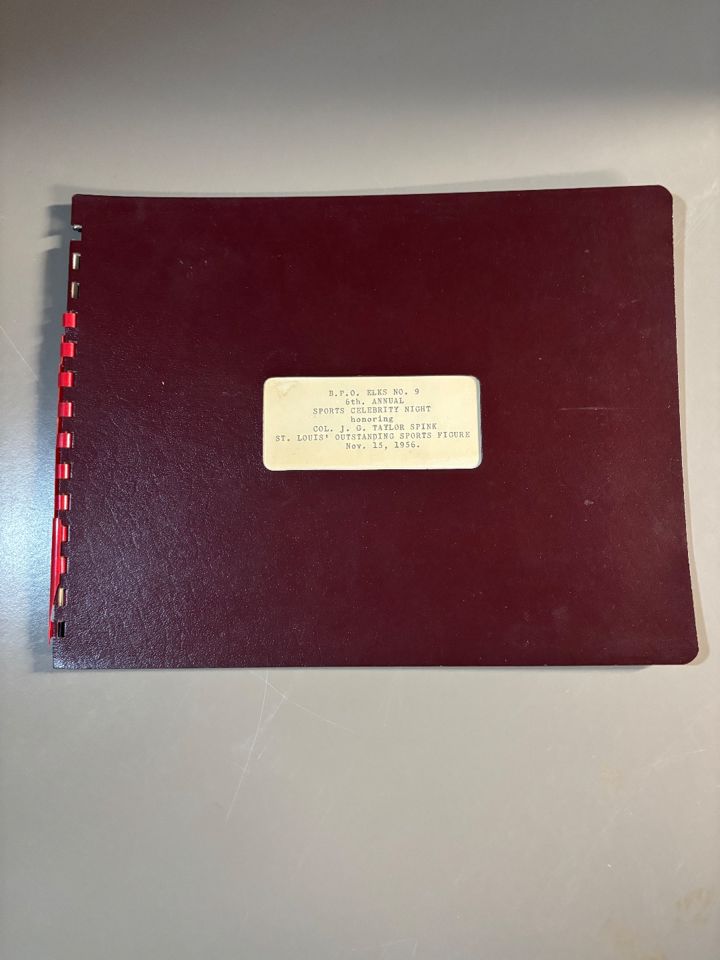 B.P.O. ELKS NO. 9
6th. ANNUAL
SPORTS CELEBRITY NIGHT
honoring
COL. J. G. TAYLOR SPINK
ST. LOUIS' OUTSTANDING SPORTS FIGURE
Nov. 15, 1956.